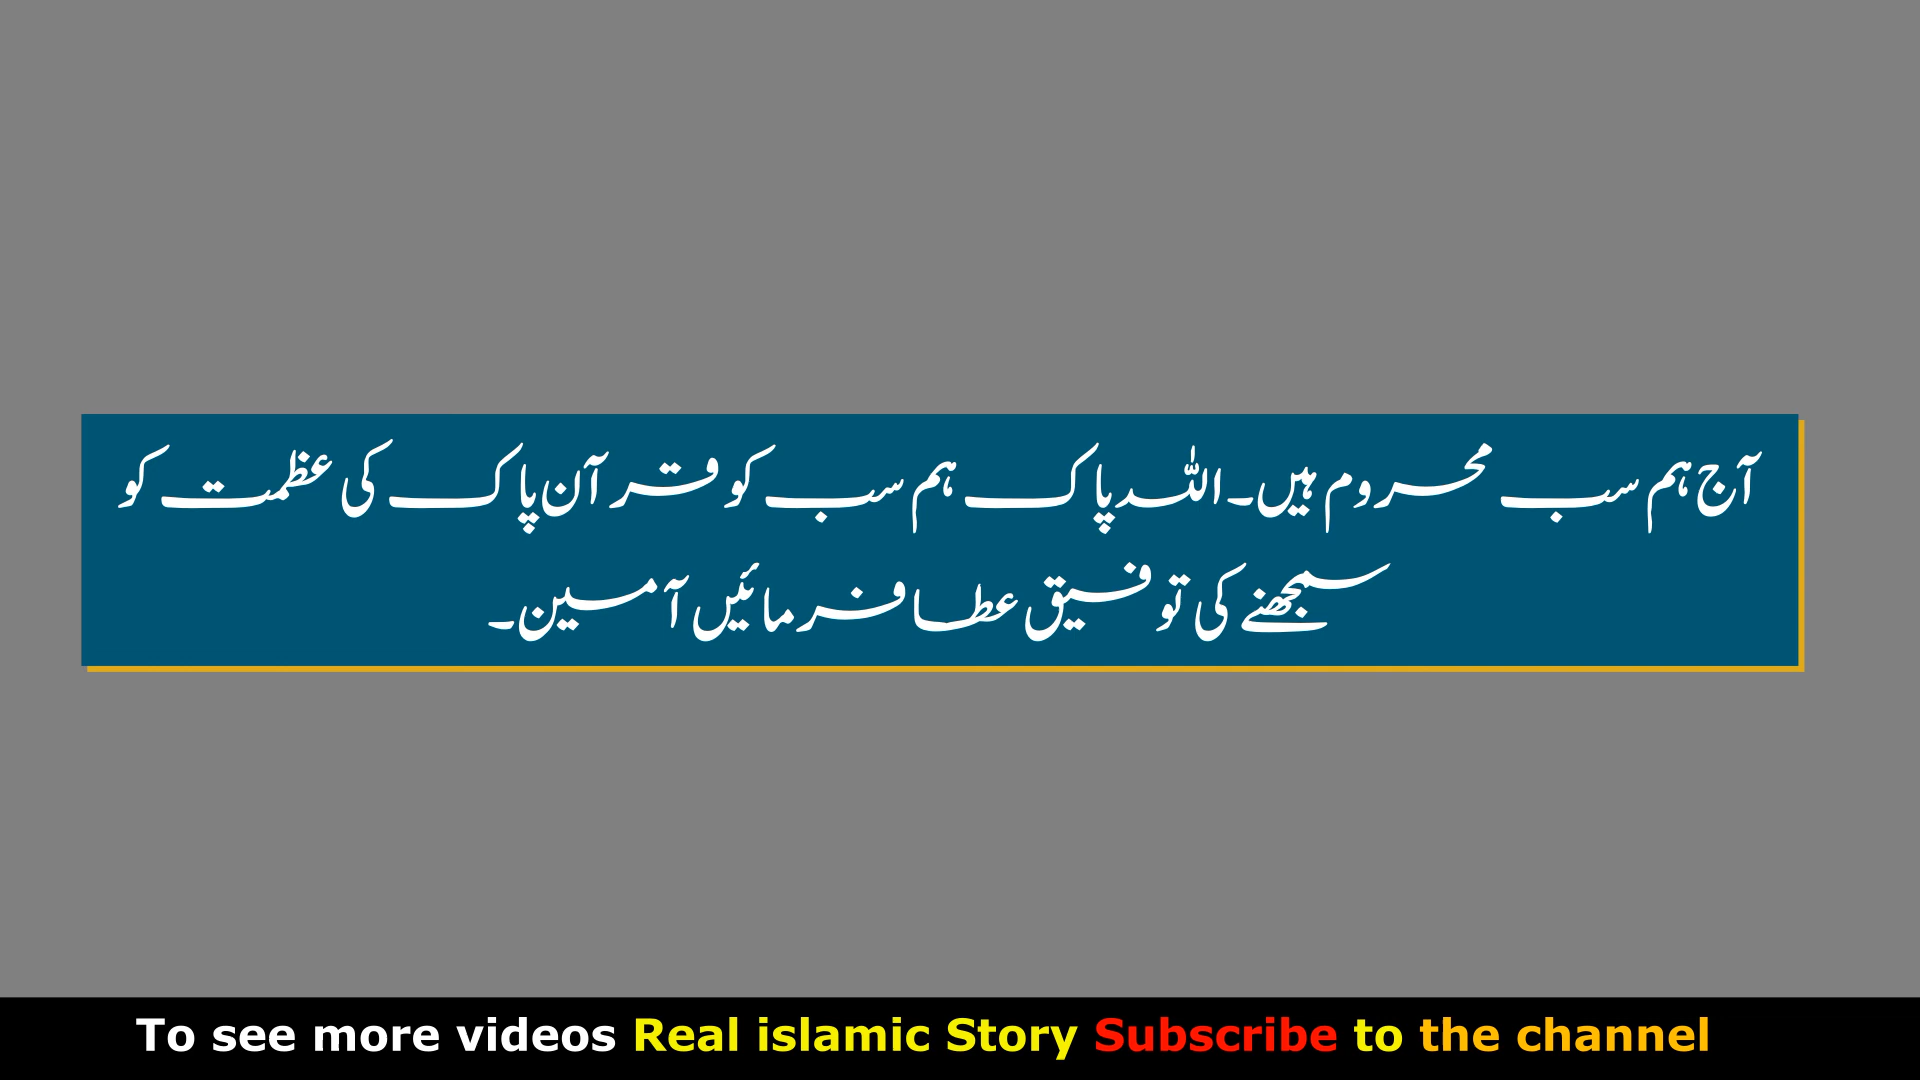 آج ہم سب محروم ہیں۔ اللہ پاک ہم سب کو قرآن پاک کی عظمت کو
سمجھنے کی توفیق عطا فرمائیں آمین۔
To see more videos Real islamic Story Subscribe to the channel